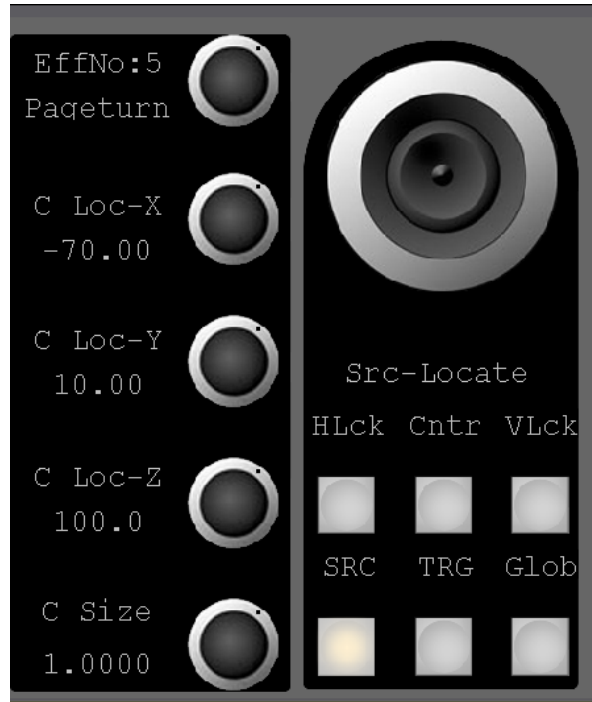 EffNo:5
Pageturn
C Loc-X
-70.00
C Loc-Y
10.00
C Loc-Z
100.0
C Size
1.0000
Src-Locate
HLck Cntr VLck
SRC TRG Glob